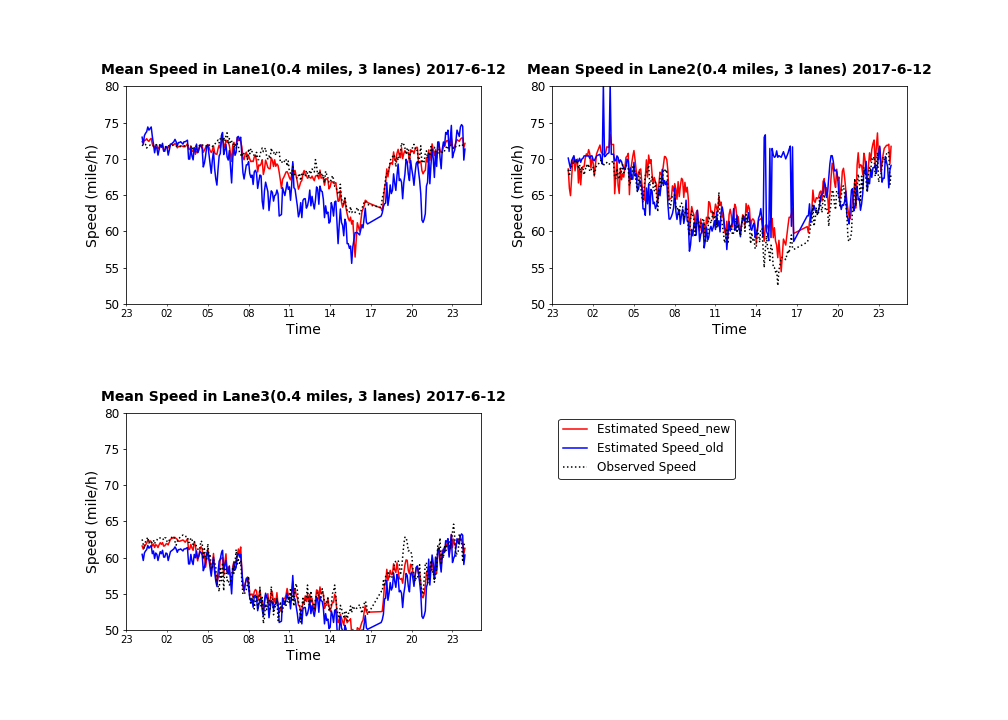 Mean Speed in Lane1(0.4 miles, 3 lanes) 2017-6-12
80
75
70
65
60
55
50
Speed (mile/h)
23 02 05 08 11 14 17 20 23
Time
Mean Speed in Lane2(0.4 miles, 3 lanes) 2017-6-12
80
75
70
65
60
55
50
Speed (mile/h)
23 02 05 08 11 14 17 20 23
Time
Mean Speed in Lane3(0.4 miles, 3 lanes) 2017-6-12
80
75
70
65
60
55
50
Speed (mile/h)
23 02 05 08 11 14 17 20 23
Time
Estimated Speed_new
Estimated Speed_old
Observed Speed